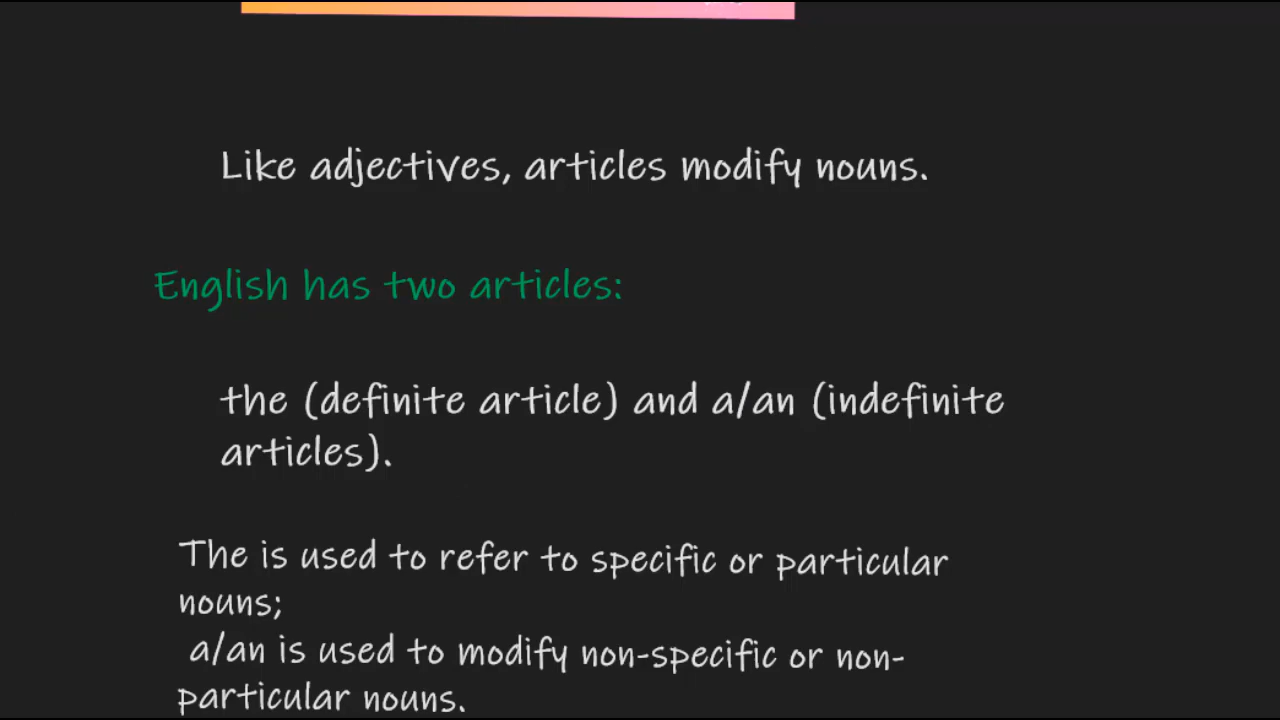 Like adjectives, articles modify nouns.
English has two articles:
the (definite article) and a/an (indefinite
articles).
The is used to refer to specific or particular
nouns;
a/an is used to modify non-specific or non-
particular nouns.